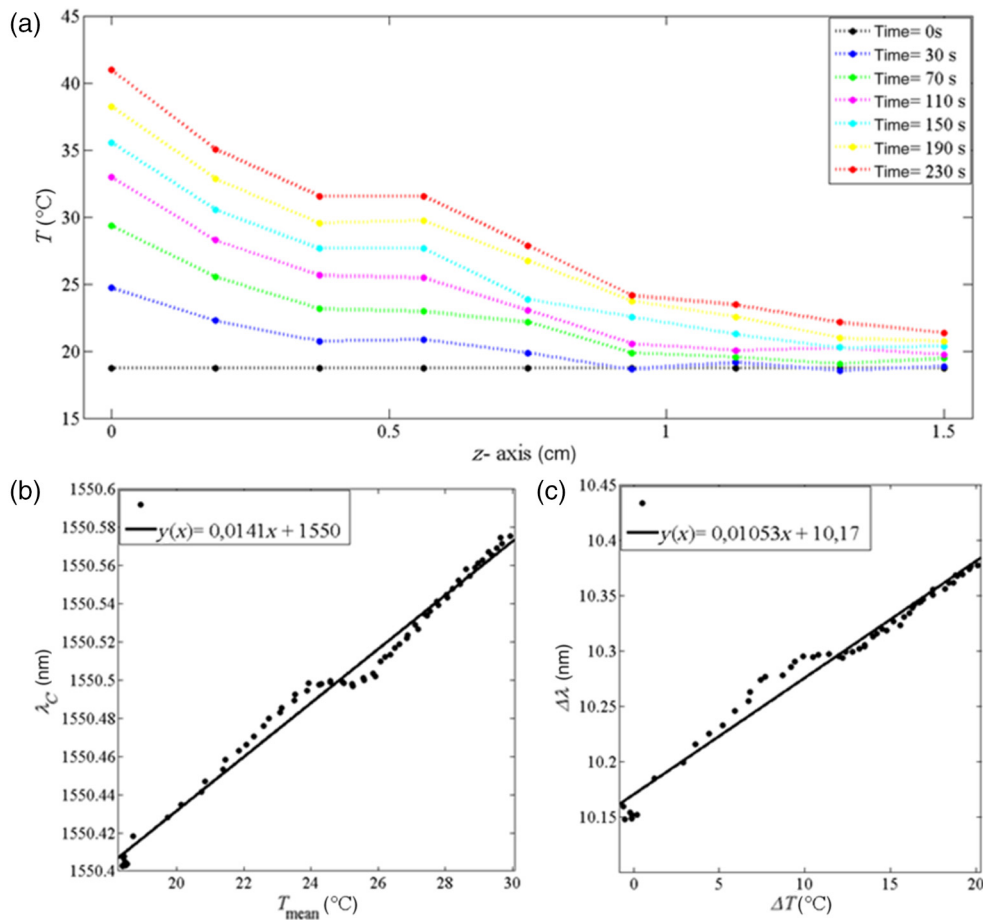 (a)
45
40
35
30
25
20
15
T (°C)
0
0.5
1
1.5
z- axis (cm)
Time= 0s
Time= 30 s
Time= 70 s
Time= 110 s
Time= 150 s
Time= 190 s
Time= 230 s
(b)
1550.6
1550.58
1550.56
1550.54
1550.52
1550.5
1550.48
1550.46
1550.44
1550.42
1550.4
λC (nm)
y(x)= 0,0141x + 1550
20
22
24
26
28
30
Tmean (°C)
(c)
10.45
10.4
10.35
10.3
10.25
10.2
10.15
10.1
Δλ (nm)
y(x)= 0,01053x + 10,17
0
5
10
15
20
ΔT(°C)